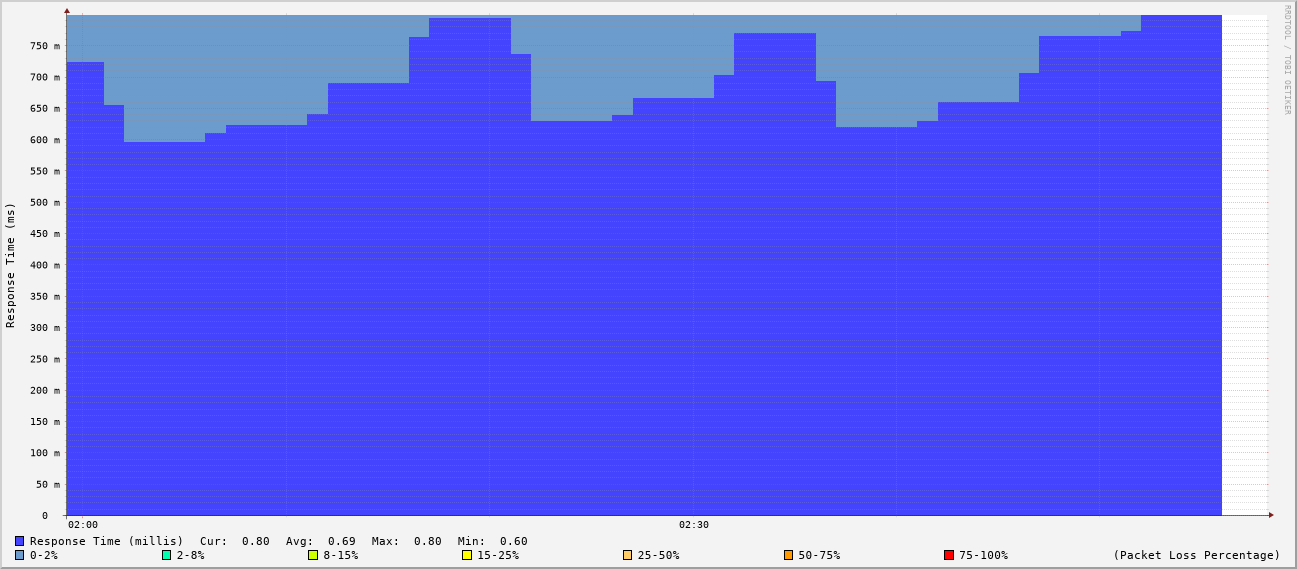 RRDTOOL / TOBI OETIKER
Response Time (ms)
750 m
700 m
650 m
600 m
550 m
500 m
450 m
400 m
350 m
300 m
250 m
200 m
150 m
100 m
50 m
0
02:00 02:30
Response Time (millis) Cur: 0.80 Avg: 0.69 Max: 0.80 Min: 0.60
0-2% 2-8% 8-15% 15-25% 25-50% 50-75% 75-100% (Packet Loss Percentage)